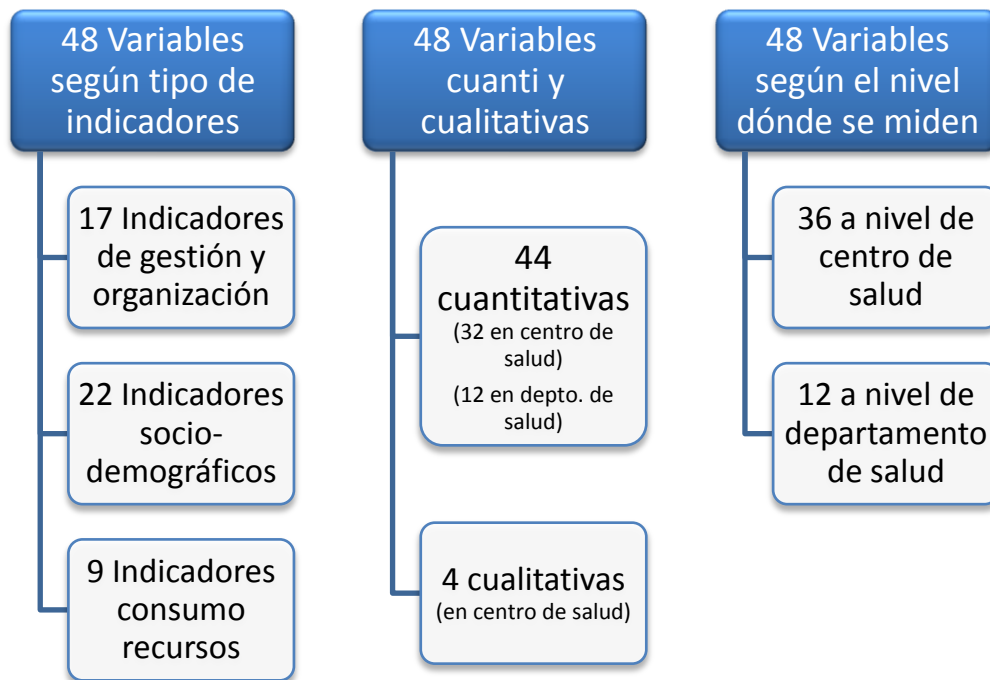 48 Variables
según tipo de
indicadores
17 Indicadores
de gestión y
organización
22 Indicadores
socio-
demográficos
9 Indicadores
consumo
recursos
48 Variables
cuanti y
cualitativas
44
cuantitativas
(32 en centro de
salud)
(12 en depto. de
salud)
4 cualitativas
(en centro de salud)
48 Variables
según el nivel
dónde se miden
36 a nivel de
centro de
salud
12 a nivel de
departamento
de salud